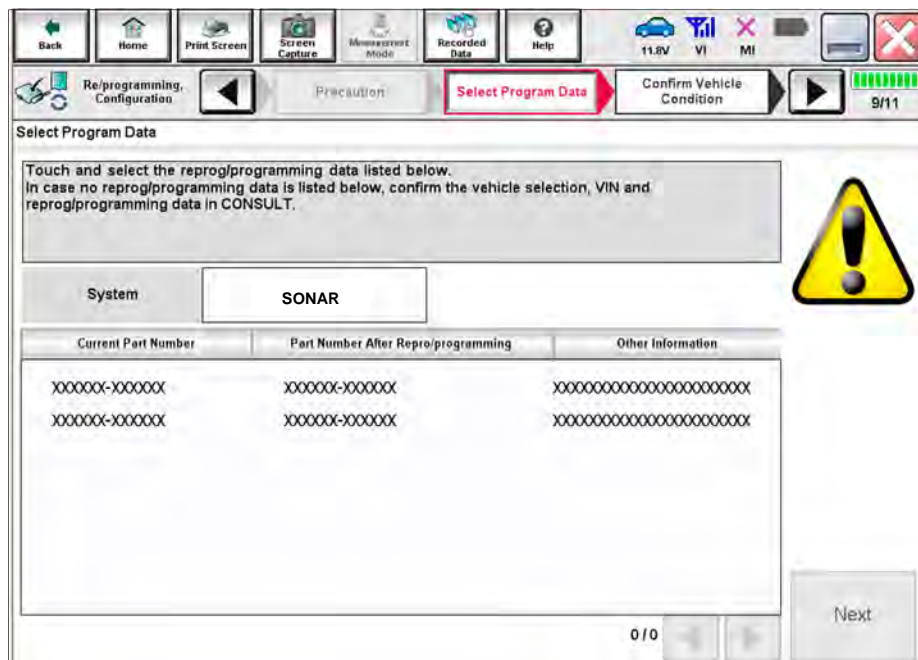 Back
Home
Print Screen
Screen Capture
Measurement Mode
Recorded Data
Help
11.8V
VI
MI
Re/programming, Configuration
Precaution
Select Program Data
Confirm Vehicle Condition
9/11
Select Program Data
Touch and select the reprog/programming data listed below.
In case no reprog/programming data is listed below, confirm the vehicle selection, VIN and
reprog/programming data in CONSULT.
System
SONAR
Current Part Number
Part Number After Repro/programming
Other Information
XXXXXX-XXXXXX XXXXXX-XXXXXX XXXXXXXXXXXXXXXXXXXXXXX
XXXXXX-XXXXXX XXXXXX-XXXXXX XXXXXXXXXXXXXXXXXXXXXXX
0/0
Next